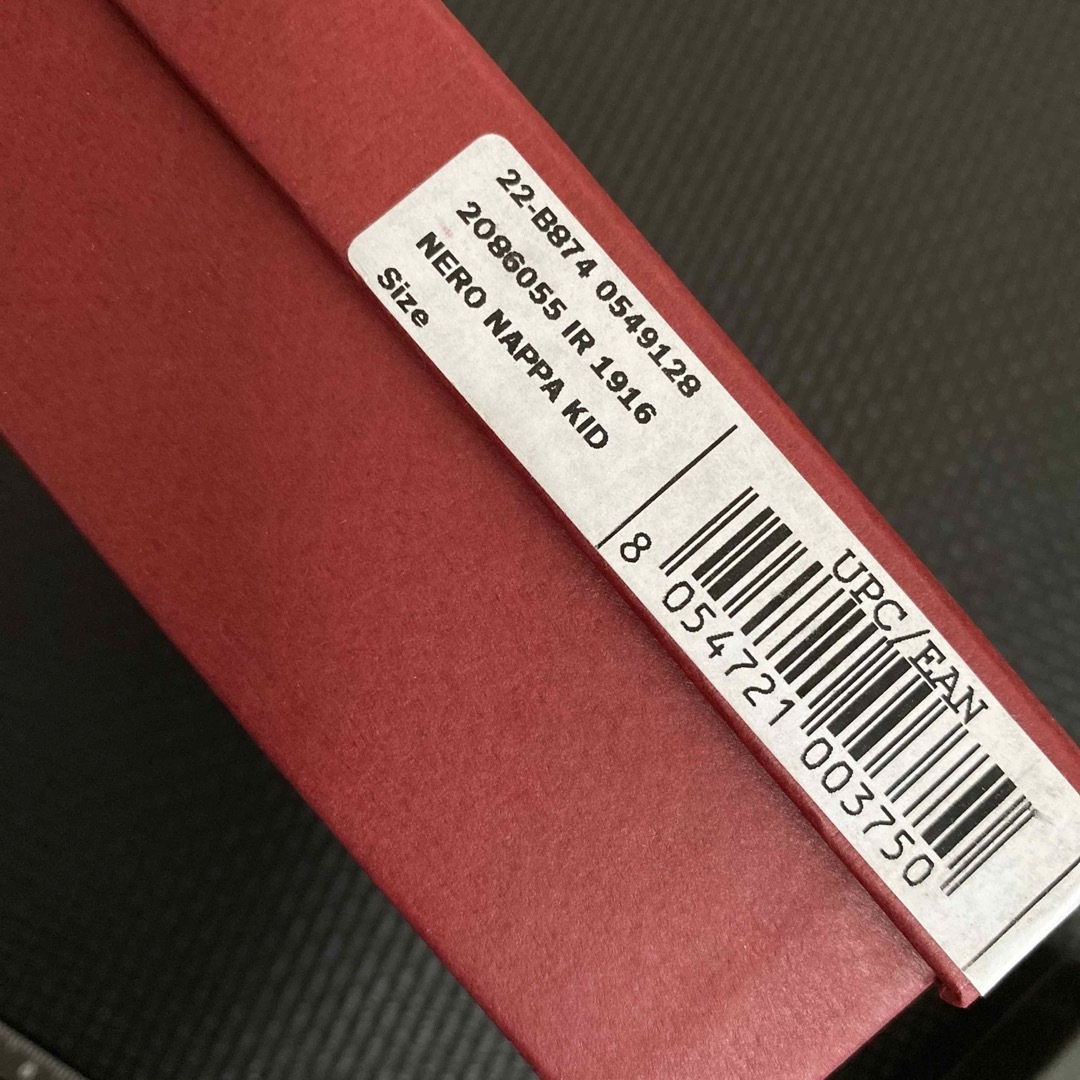 22-B874 0549128
2086055 IR 1916
NERO NAPPA KID
Size
UPC/EAN
8 054721 003750